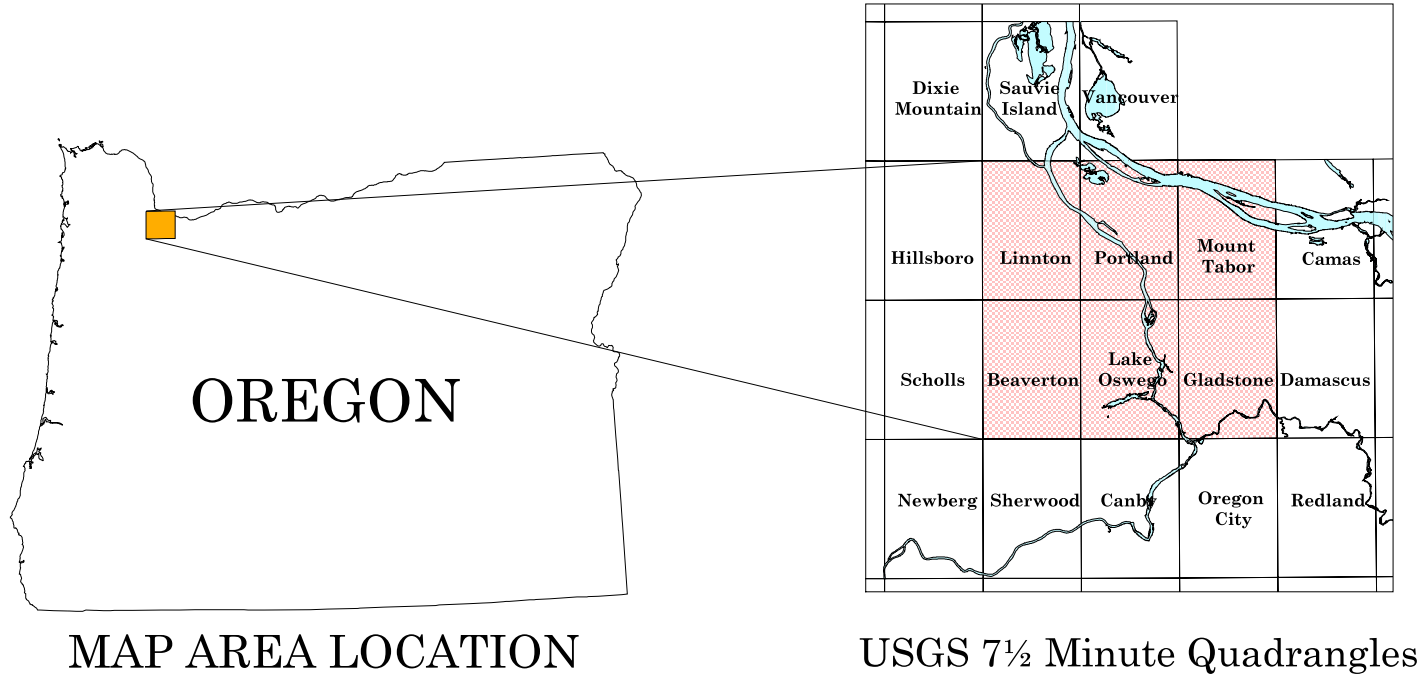 Dixie
Mountain
Sauvie
Island
Vancouver
Hillsboro
Linnton
Portland
Mount
Tabor
Camas
Scholls
Beaverton
Lake
Oswego
Gladstone
Damascus
Newberg
Sherwood
Canby
Oregon
City
Redland
OREGON
MAP AREA LOCATION
USGS 7½ Minute Quadrangles